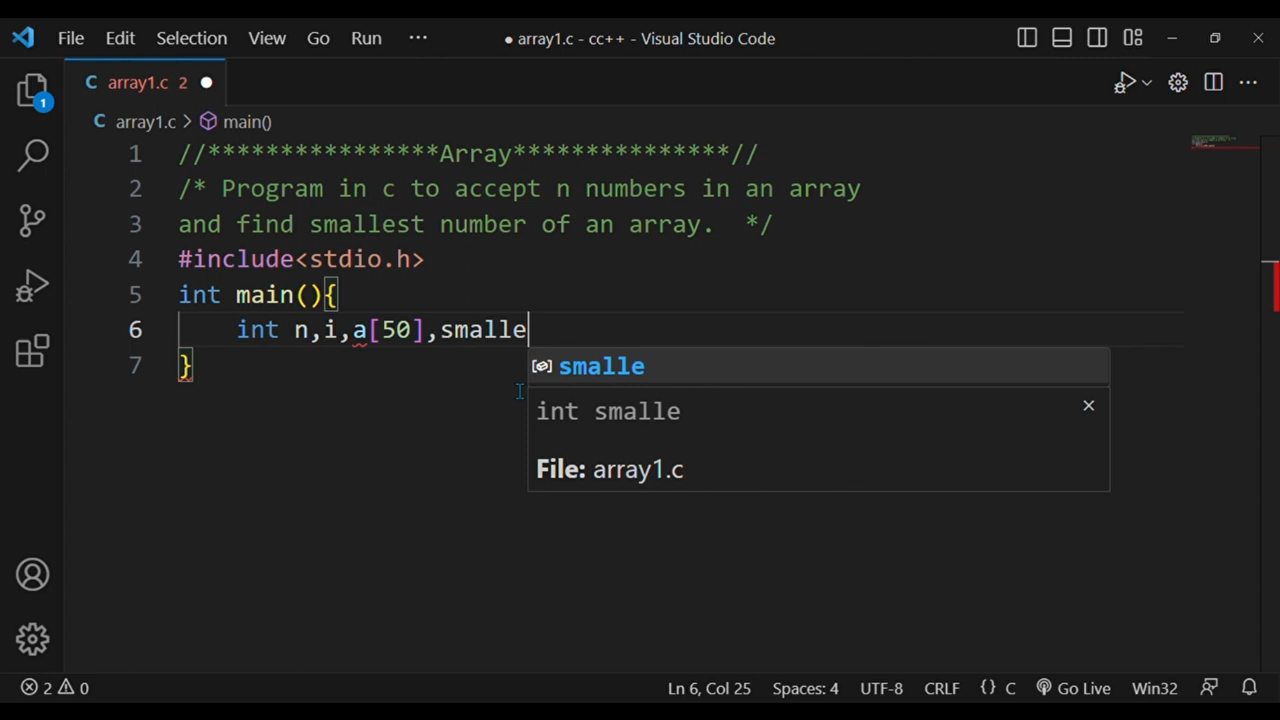 File Edit Selection View Go Run ··· ● array1.c - cc++ - Visual Studio Code
C array1.c 2 ●
C array1.c > main()
1 //****************Array***************//
2 /* Program in c to accept n numbers in an array
3 and find smallest number of an array.  */
4 #include<stdio.h>
5 int main(){
6     int n,i,a[50],smalle
7 }
smalle
int smalle
File: array1.c
1
2 0 Ln 6, Col 25 Spaces: 4 UTF-8 CRLF {} C Go Live Win32